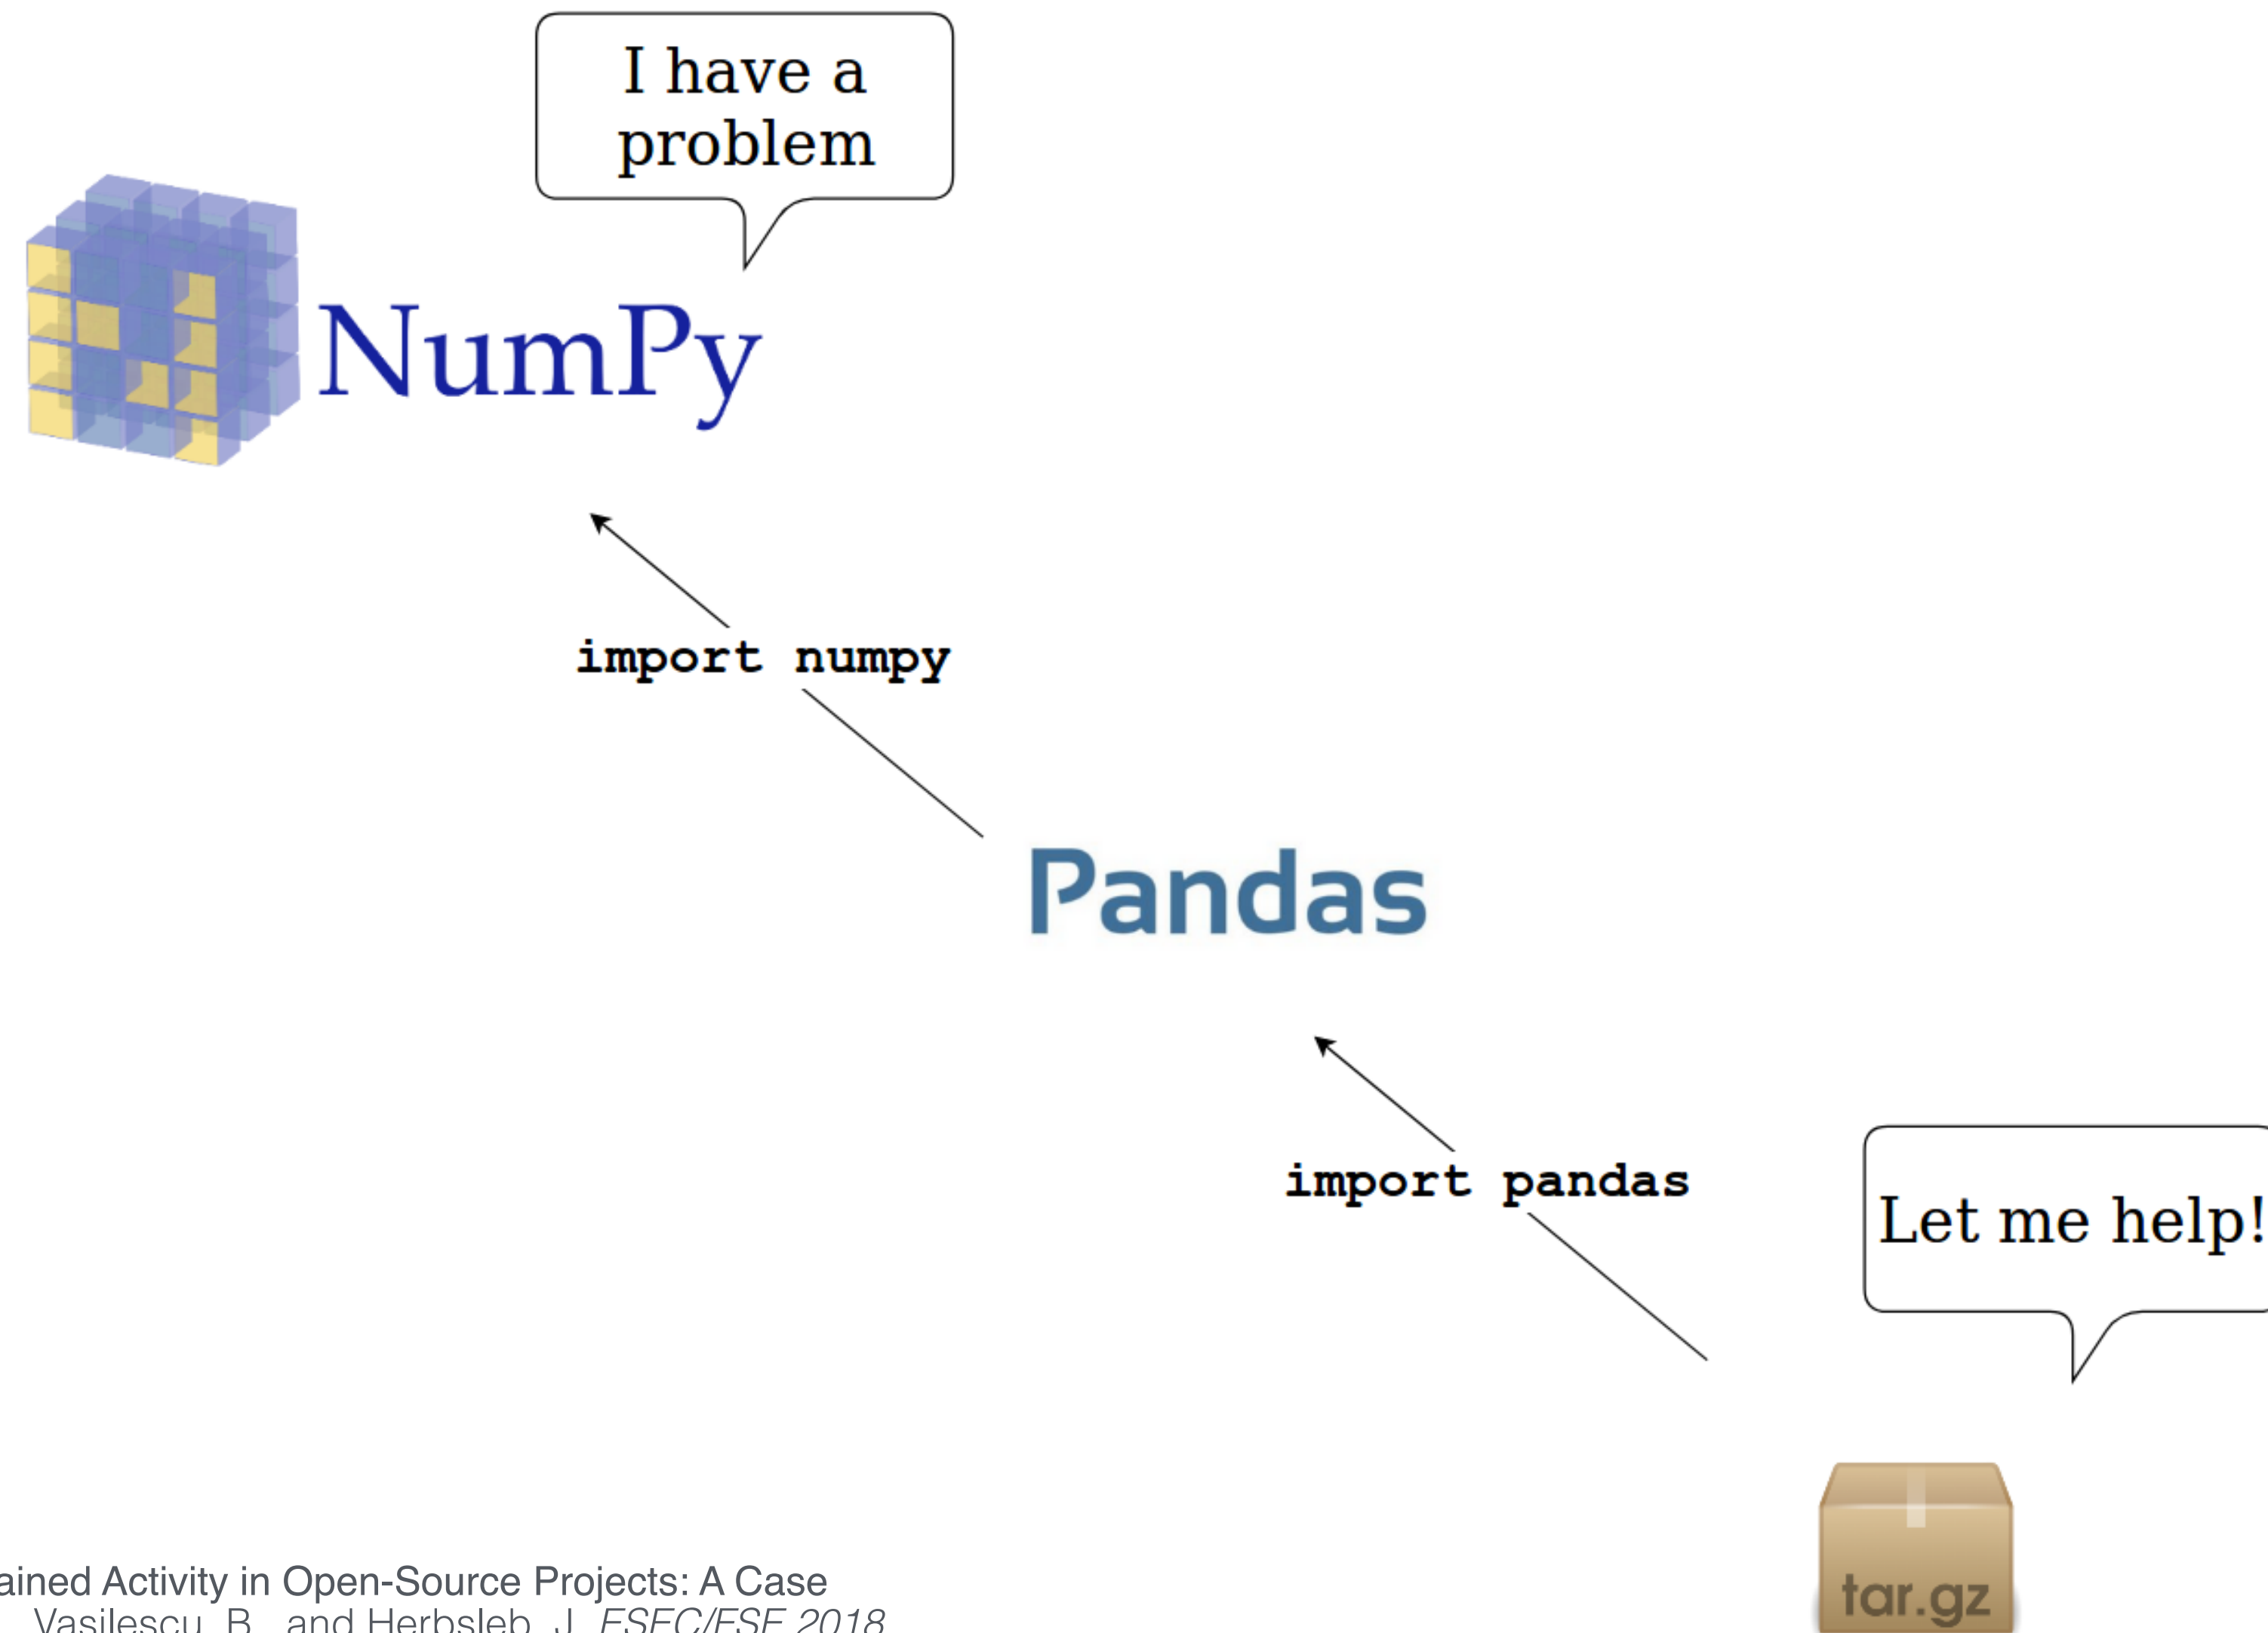 I have a
problem
NumPy
import numpy
Pandas
import pandas
Let me help!
tar.gz
Activity in Open-Source Projects: A Case
Vasilescu, B., and Herbsleb, J. ESEC/FSE 2018